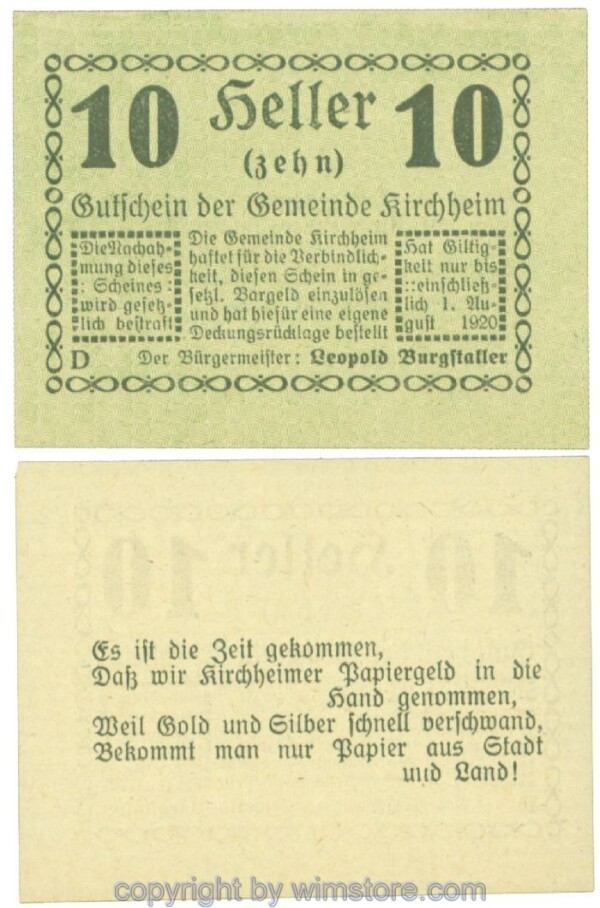 10 Heller 10
(zehn)
Gutschein der Gemeinde Kirchheim
Die Nachah-
mung dieses
: Scheines :
wird gesetz-
lich bestraft
Die Gemeinde Kirchheim
haftet für die Verbindlich-
keit, diesen Schein in ge-
setzl. Bargeld einzulösen
und hat hiefür eine eigene
Deckungsrücklage bestellt
Hat Giltig-
keit nur bis
::einschließ-
lich 1. Au-
gust 1920
D Der Bürgermeister: Leopold Burgstaller
Es ist die Zeit gekommen,
Daß wir Kirchheimer Papiergeld in die
Hand genommen,
Weil Gold und Silber schnell verschwand,
Bekommt man nur Papier aus Stadt
und Land!
copyright by wimstore.com